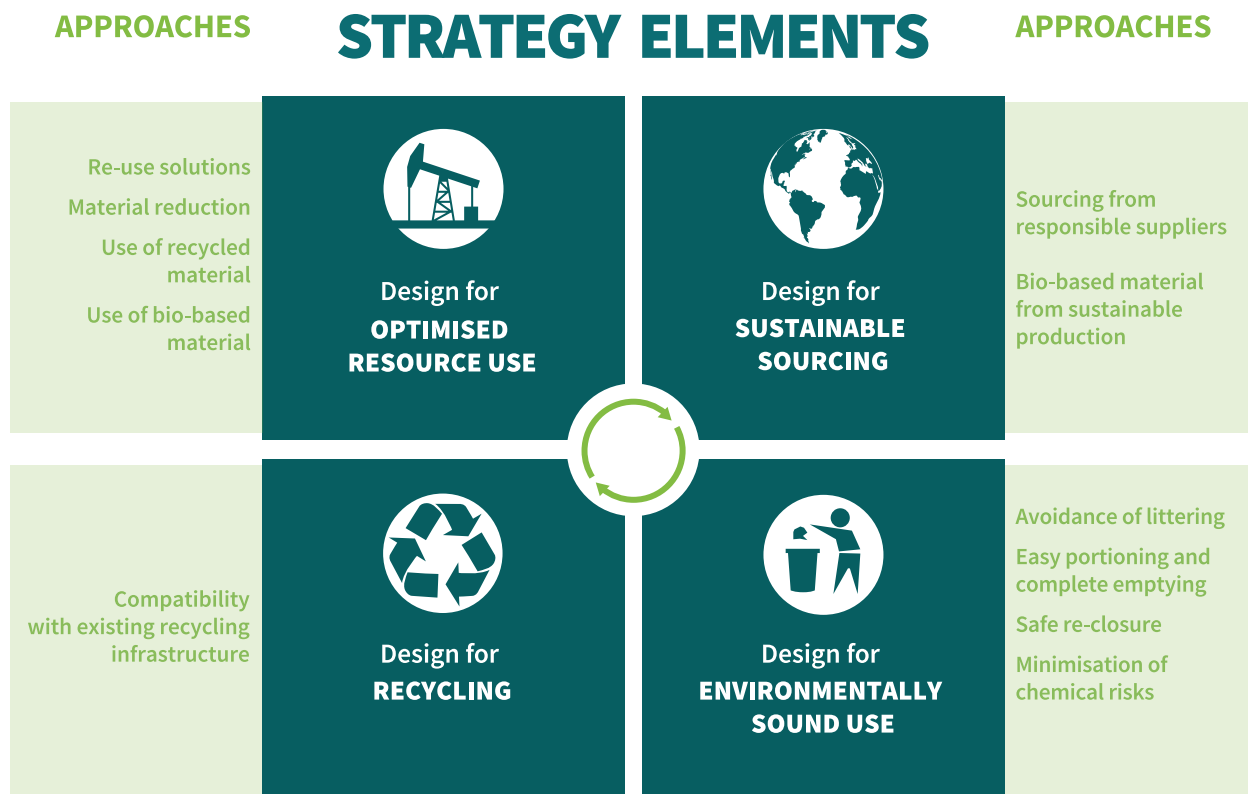 APPROACHES
STRATEGY ELEMENTS
APPROACHES
Re-use solutions
Material reduction
Use of recycled
material
Use of bio-based
material
Design for
OPTIMISED
RESOURCE USE
Design for
SUSTAINABLE
SOURCING
Sourcing from
responsible suppliers
Bio-based material
from sustainable
production
Compatibility
with existing recycling
infrastructure
Design for
RECYCLING
Design for
ENVIRONMENTALLY
SOUND USE
Avoidance of littering
Easy portioning and
complete emptying
Safe re-closure
Minimisation of
chemical risks